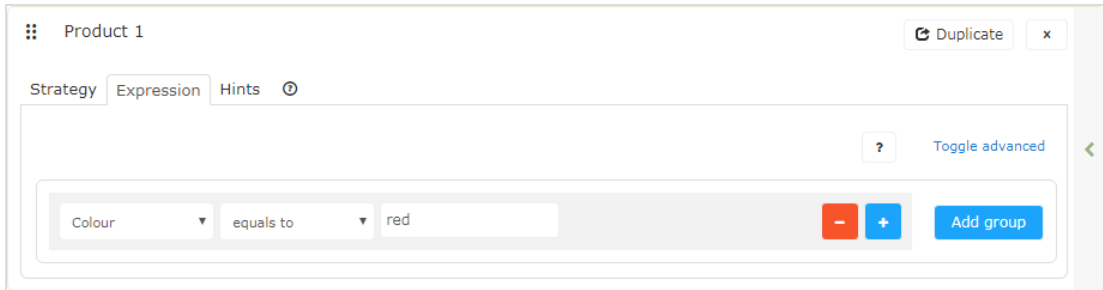 Product 1
Duplicate
x
Strategy Expression Hints ?
? Toggle advanced
Colour equals to red - + Add group